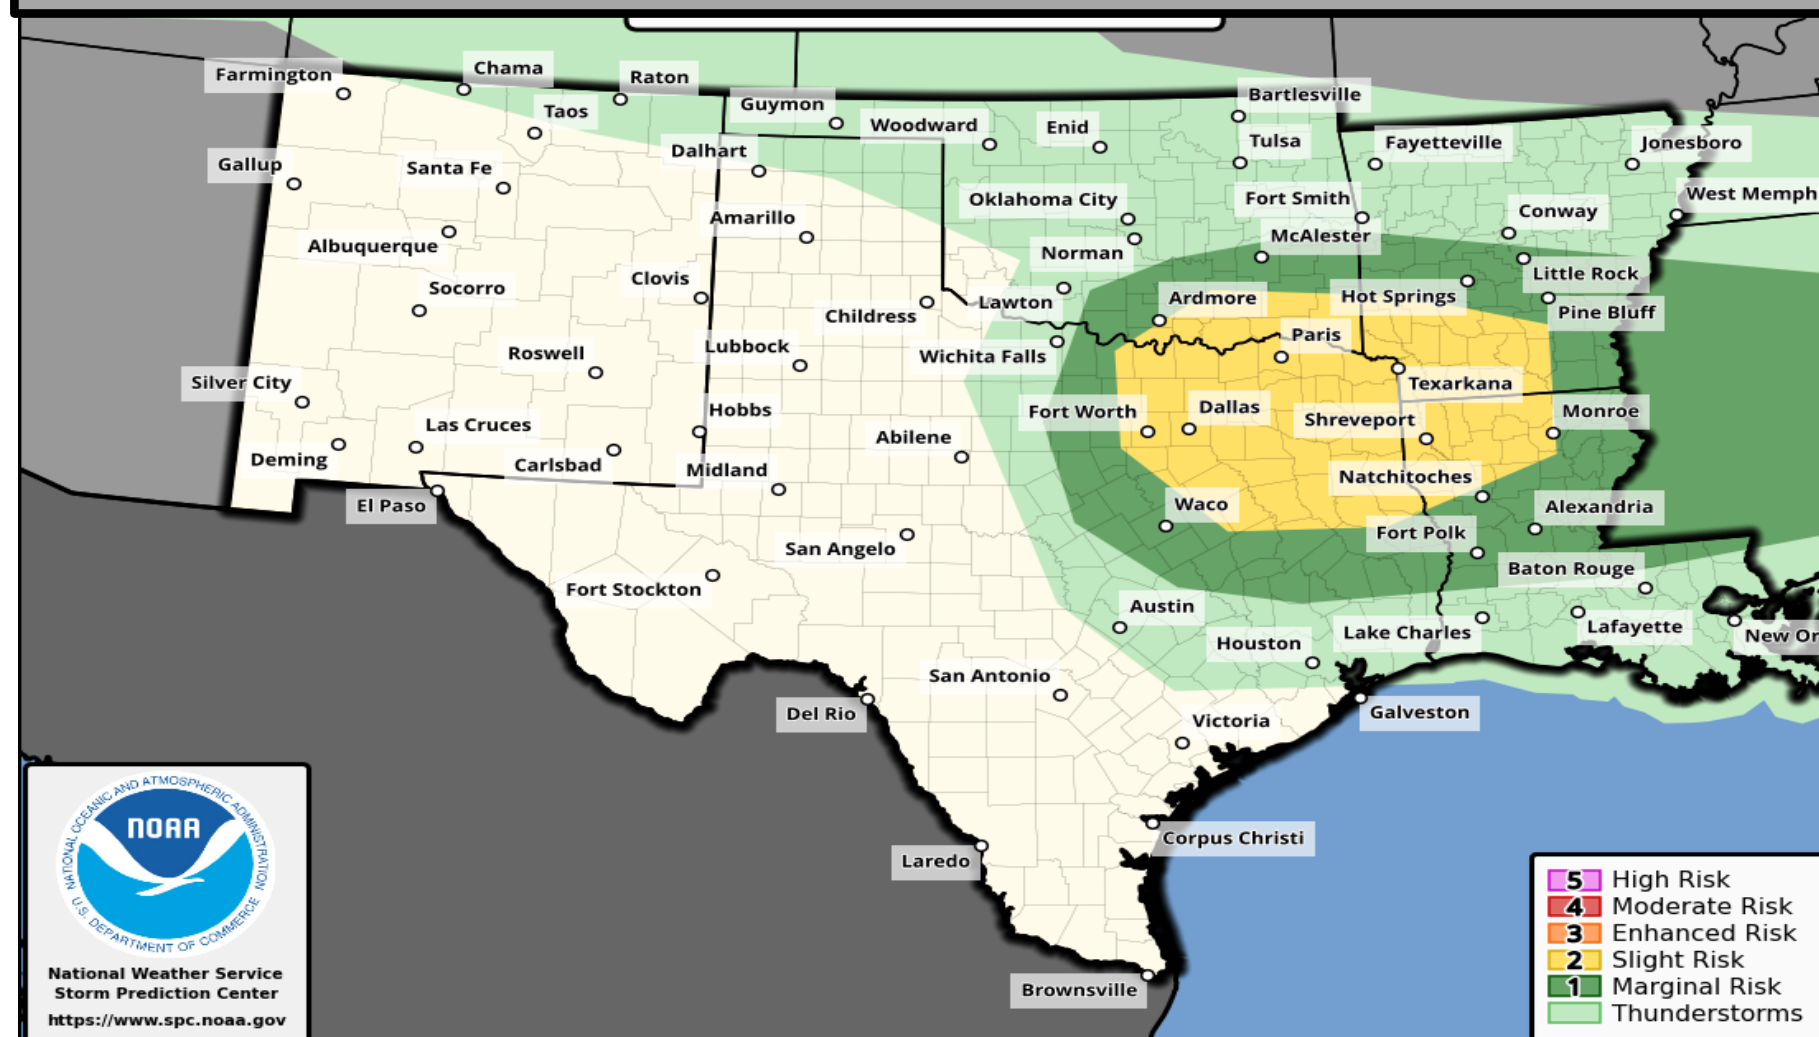 Farmington
Chama
Raton
Taos
Guymon
Woodward
Enid
Bartlesville
Tulsa
Fayetteville
Jonesboro
Gallup
Santa Fe
Dalhart
Oklahoma City
Fort Smith
Conway
West Memph
Albuquerque
Amarillo
Norman
McAlester
Little Rock
Socorro
Clovis
Childress
Lawton
Ardmore
Hot Springs
Pine Bluff
Roswell
Lubbock
Wichita Falls
Paris
Silver City
Texarkana
Las Cruces
Hobbs
Abilene
Fort Worth
Dallas
Shreveport
Monroe
Deming
Carlsbad
Midland
Natchitoches
El Paso
Waco
Alexandria
San Angelo
Fort Polk
Fort Stockton
Baton Rouge
Austin
Houston
Lake Charles
Lafayette
New Or
San Antonio
Del Rio
Victoria
Galveston
Corpus Christi
Laredo
Brownsville
NATIONAL OCEANIC AND ATMOSPHERIC ADMINISTRATION
NOAA
U.S. DEPARTMENT OF COMMERCE
National Weather Service
Storm Prediction Center
https://www.spc.noaa.gov
5 High Risk
4 Moderate Risk
3 Enhanced Risk
2 Slight Risk
1 Marginal Risk
Thunderstorms